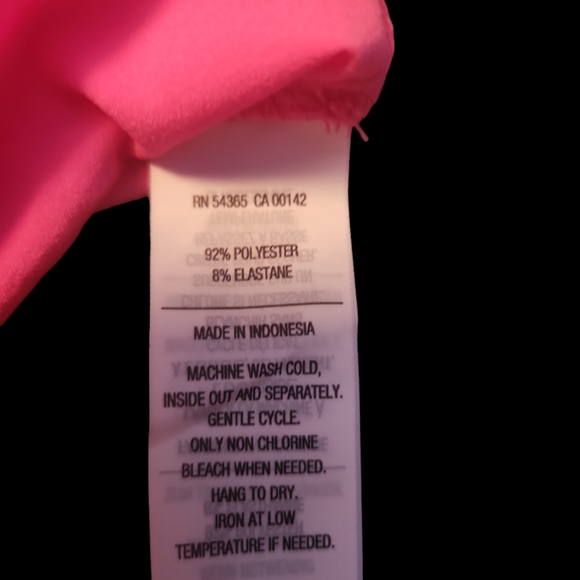 RN 54365 CA 00142
92% POLYESTER
8% ELASTANE
MADE IN INDONESIA
MACHINE WASH COLD,
INSIDE OUT AND SEPARATELY.
GENTLE CYCLE.
ONLY NON CHLORINE
BLEACH WHEN NEEDED.
HANG TO DRY.
IRON AT LOW
TEMPERATURE IF NEEDED.